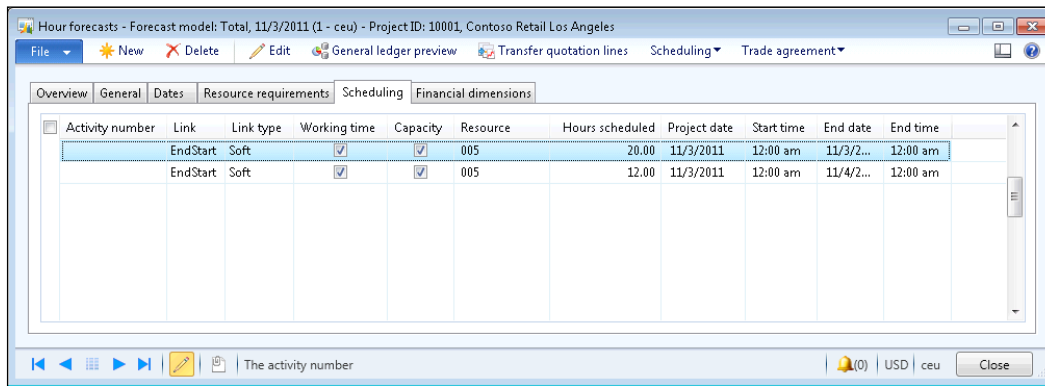 Hour forecasts - Forecast model: Total, 11/3/2011 (1 - ceu) - Project ID: 10001, Contoso Retail Los Angeles
File New Delete Edit General ledger preview Transfer quotation lines Scheduling Trade agreement
Overview General Dates Resource requirements Scheduling Financial dimensions
Activity number Link Link type Working time Capacity Resource Hours scheduled Project date Start time End date End time
EndStart Soft 005 20.00 11/3/2011 12:00 am 11/3/2... 12:00 am
EndStart Soft 005 12.00 11/3/2011 12:00 am 11/4/2... 12:00 am
The activity number (0) USD ceu Close